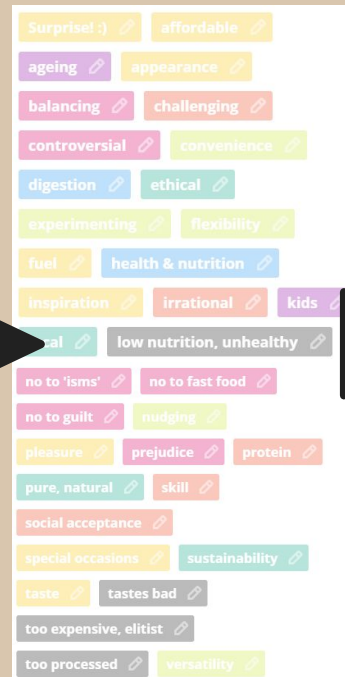 Surprise! :) affordable
ageing appearance
balancing challenging
controversial convenience
digestion ethical
experimenting flexibility
fuel health & nutrition
inspiration irrational kids
low nutrition, unhealthy
no to 'isms' no to fast food
no to guilt nudging
pleasure prejudice protein
pure, natural skill
social acceptance
special occasions sustainability
taste tastes bad
too expensive, elitist
too processed versatility